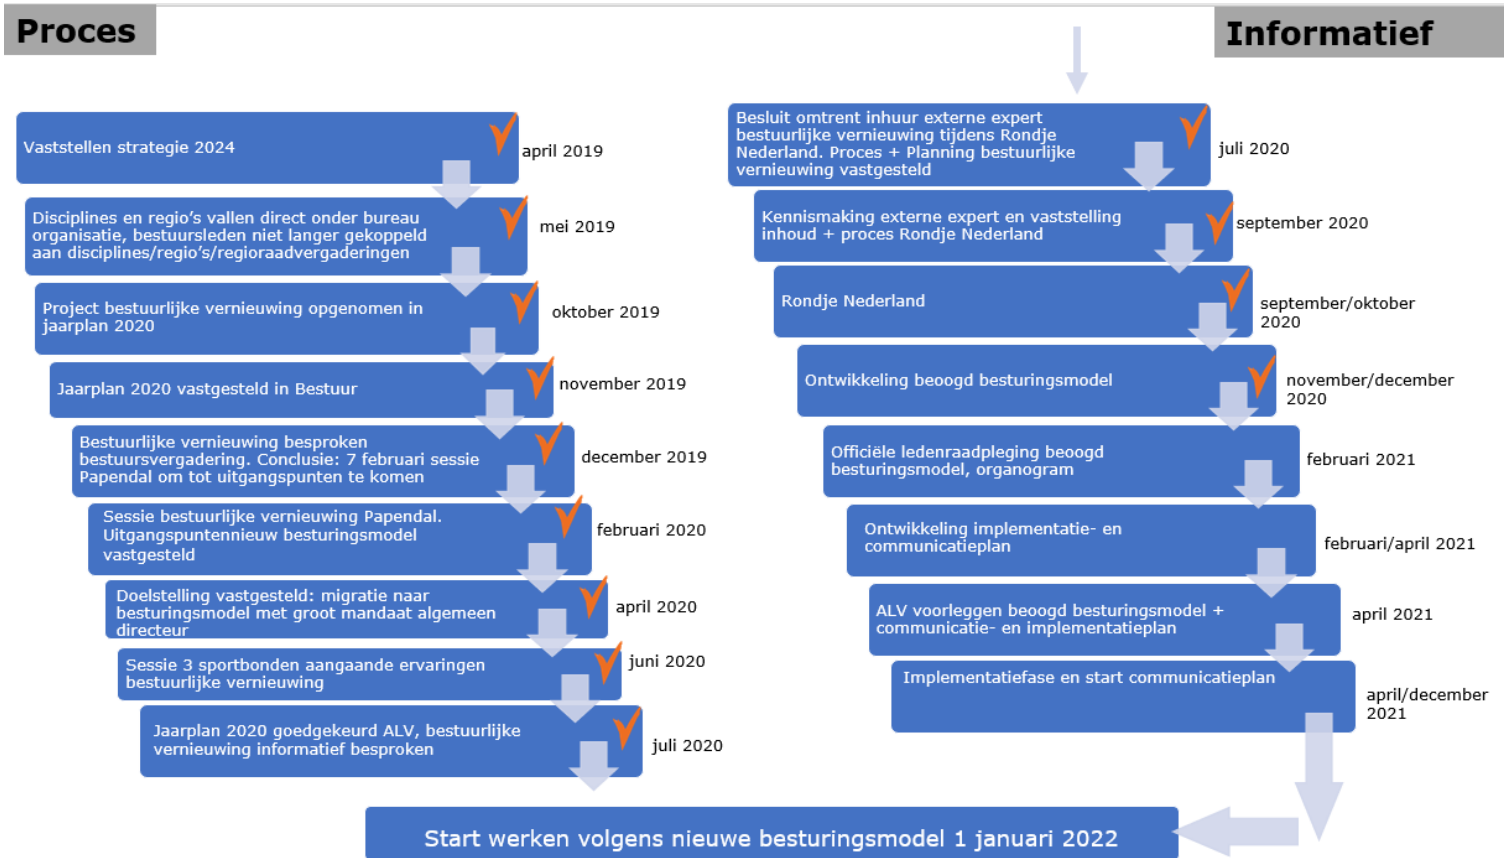 Proces
Informatief
Vaststellen strategie 2024
april 2019
Disciplines en regio's vallen direct onder bureau
organisatie, bestuursleden niet langer gekoppeld
aan disciplines/regio's/regioraadvergaderingen
mei 2019
Project bestuurlijke vernieuwing opgenomen in
jaarplan 2020
oktober 2019
Jaarplan 2020 vastgesteld in Bestuur
november 2019
Bestuurlijke vernieuwing besproken
bestuursvergadering. Conclusie: 7 februari sessie
Papendal om tot uitgangspunten te komen
december 2019
Sessie bestuurlijke vernieuwing Papendal.
Uitgangspuntennieuw besturingsmodel
vastgesteld
februari 2020
Doelstelling vastgesteld: migratie naar
besturingsmodel met groot mandaat algemeen
directeur
april 2020
Sessie 3 sportbonden aangaande ervaringen
bestuurlijke vernieuwing
juni 2020
Jaarplan 2020 goedgekeurd ALV, bestuurlijke
vernieuwing informatief besproken
juli 2020
Besluit omtrent inhuur externe expert
bestuurlijke vernieuwing tijdens Rondje
Nederland. Proces + Planning bestuurlijke
vernieuwing vastgesteld
juli 2020
Kennismaking externe expert en vaststelling
inhoud + proces Rondje Nederland
september 2020
Rondje Nederland
september/oktober
2020
Ontwikkeling beoogd besturingsmodel
november/december
2020
Officiële ledenraadpleging beoogd
besturingsmodel, organogram
februari 2021
Ontwikkeling implementatie- en
communicatieplan
februari/april 2021
ALV voorleggen beoogd besturingsmodel +
communicatie- en implementatieplan
april 2021
Implementatiefase en start communicatieplan
april/december
2021
Start werken volgens nieuwe besturingsmodel 1 januari 2022